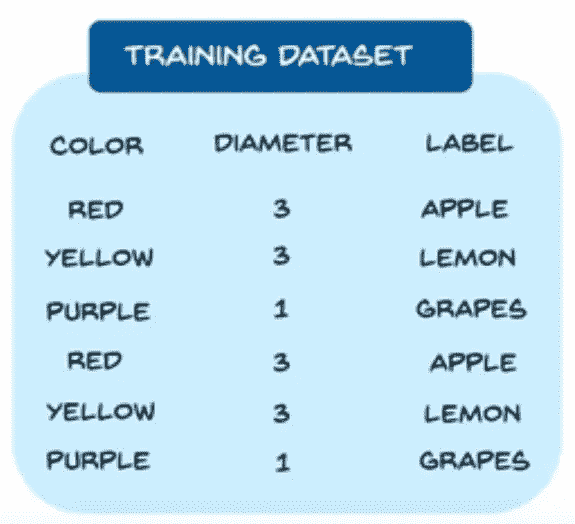 TRAINING DATASET
COLOR DIAMETER LABEL
RED 3 APPLE
YELLOW 3 LEMON
PURPLE 1 GRAPES
RED 3 APPLE
YELLOW 3 LEMON
PURPLE 1 GRAPES